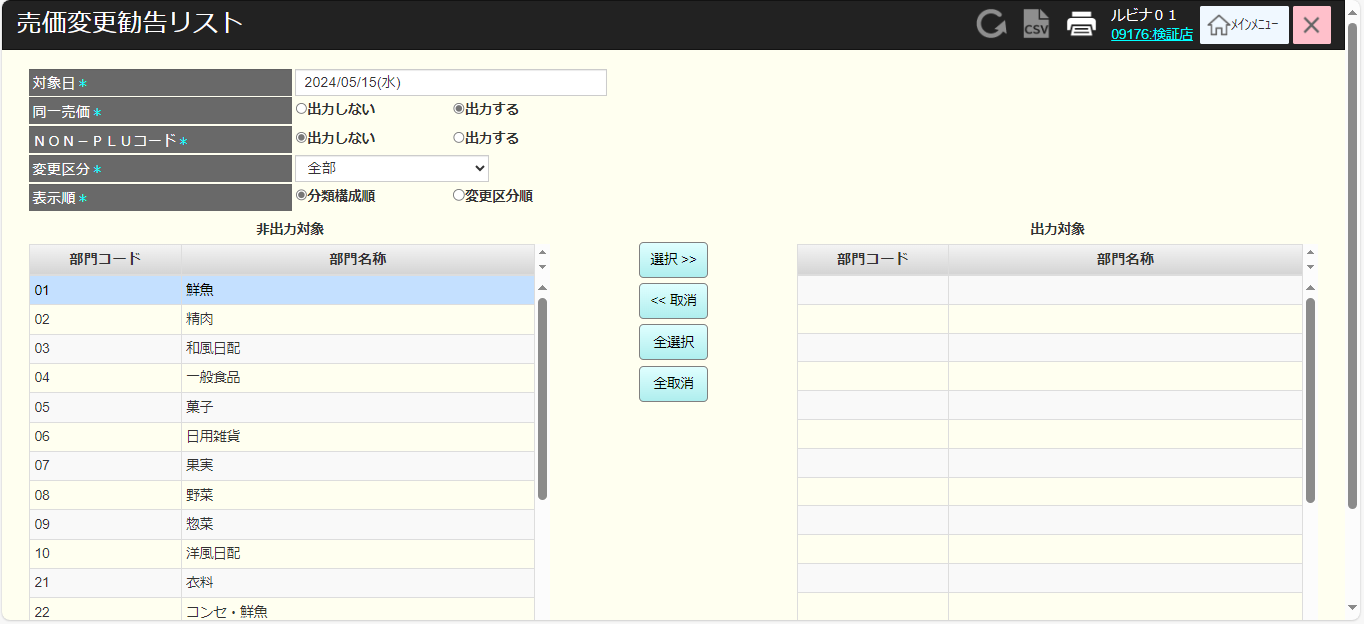 売価変更勧告リスト
CSV
ルビナ０１
09176:検証店
メインメニュー
対象日＊
2024/05/15(水)
同一売価＊
出力しない
出力する
ＮＯＮ－ＰＬＵコード＊
出力しない
出力する
変更区分＊
全部
表示順＊
分類構成順
変更区分順
非出力対象
出力対象
部門コード 部門名称
01 鮮魚
02 精肉
03 和風日配
04 一般食品
05 菓子
06 日用雑貨
07 果実
08 野菜
09 惣菜
10 洋風日配
21 衣料
22 コンセ・鮮魚
選択 >>
<< 取消
全選択
全取消
部門コード 部門名称